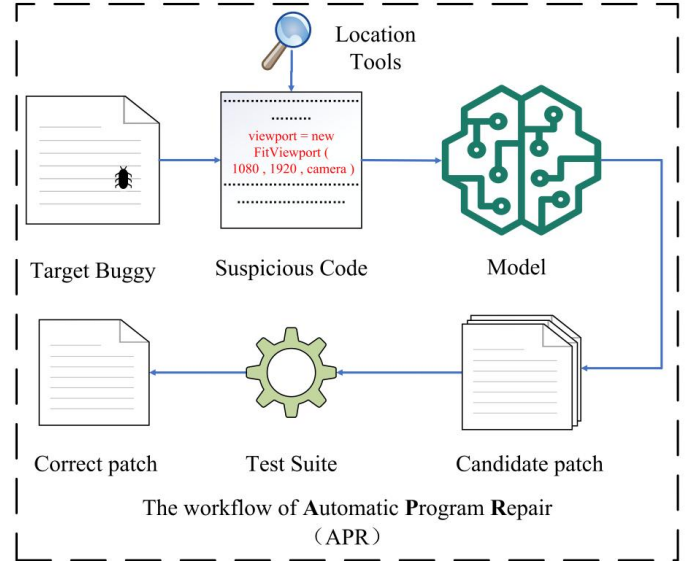 Location
Tools
viewport = new
FitViewport (
1080 , 1920 , camera )
Target Buggy
Suspicious Code
Model
Correct patch
Test Suite
Candidate patch
The workflow of Automatic Program Repair
（APR）